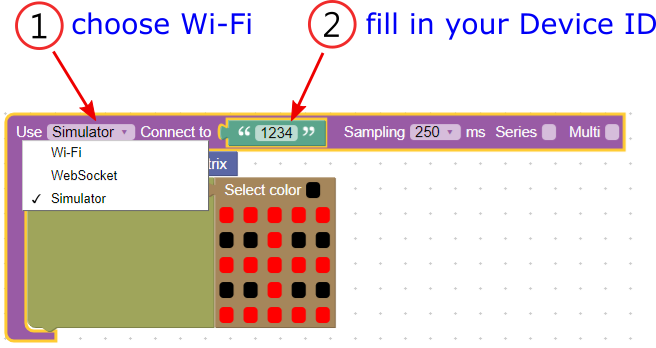 1 choose Wi-Fi
2 fill in your Device ID
Use Simulator Connect to “ 1234 ” Sampling 250 ms Series Multi
Wi-Fi
WebSocket
✓ Simulator
trix
Select color